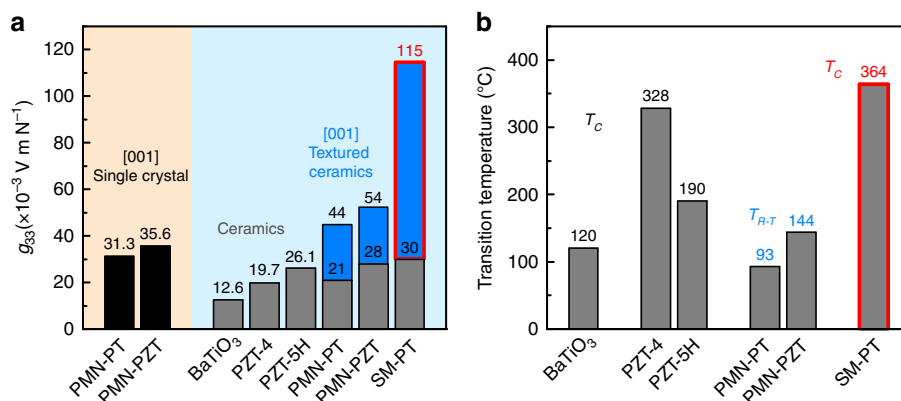 a
g33(×10−3 V m N−1)
120
100
80
60
40
20
0
[001]
Single crystal
31.3
35.6
Ceramics
[001]
Textured
ceramics
12.6
19.7
26.1
44
21
54
28
115
30
PMN-PT
PMN-PZT
BaTiO3
PZT-4
PZT-5H
PMN-PT
PMN-PZT
SM-PT
b
Transition temperature (°C)
400
300
200
100
0
TC
120
328
190
TR-T
93
144
TC
364
BaTiO3
PZT-4
PZT-5H
PMN-PT
PMN-PZT
SM-PT